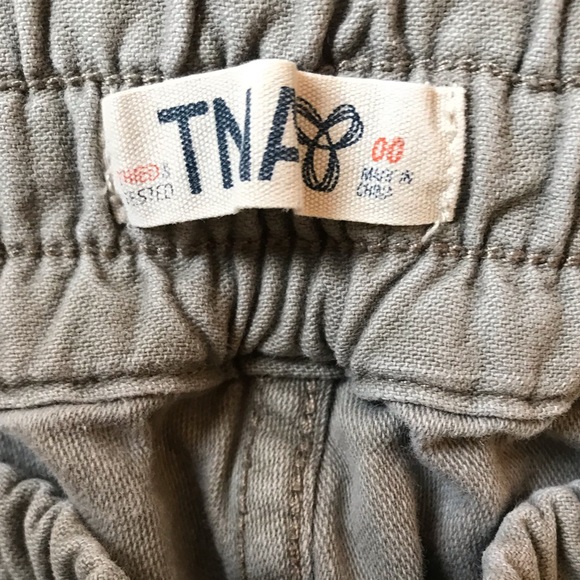 TNA
TRIED &
TESTED
00
MADE IN
CHINA